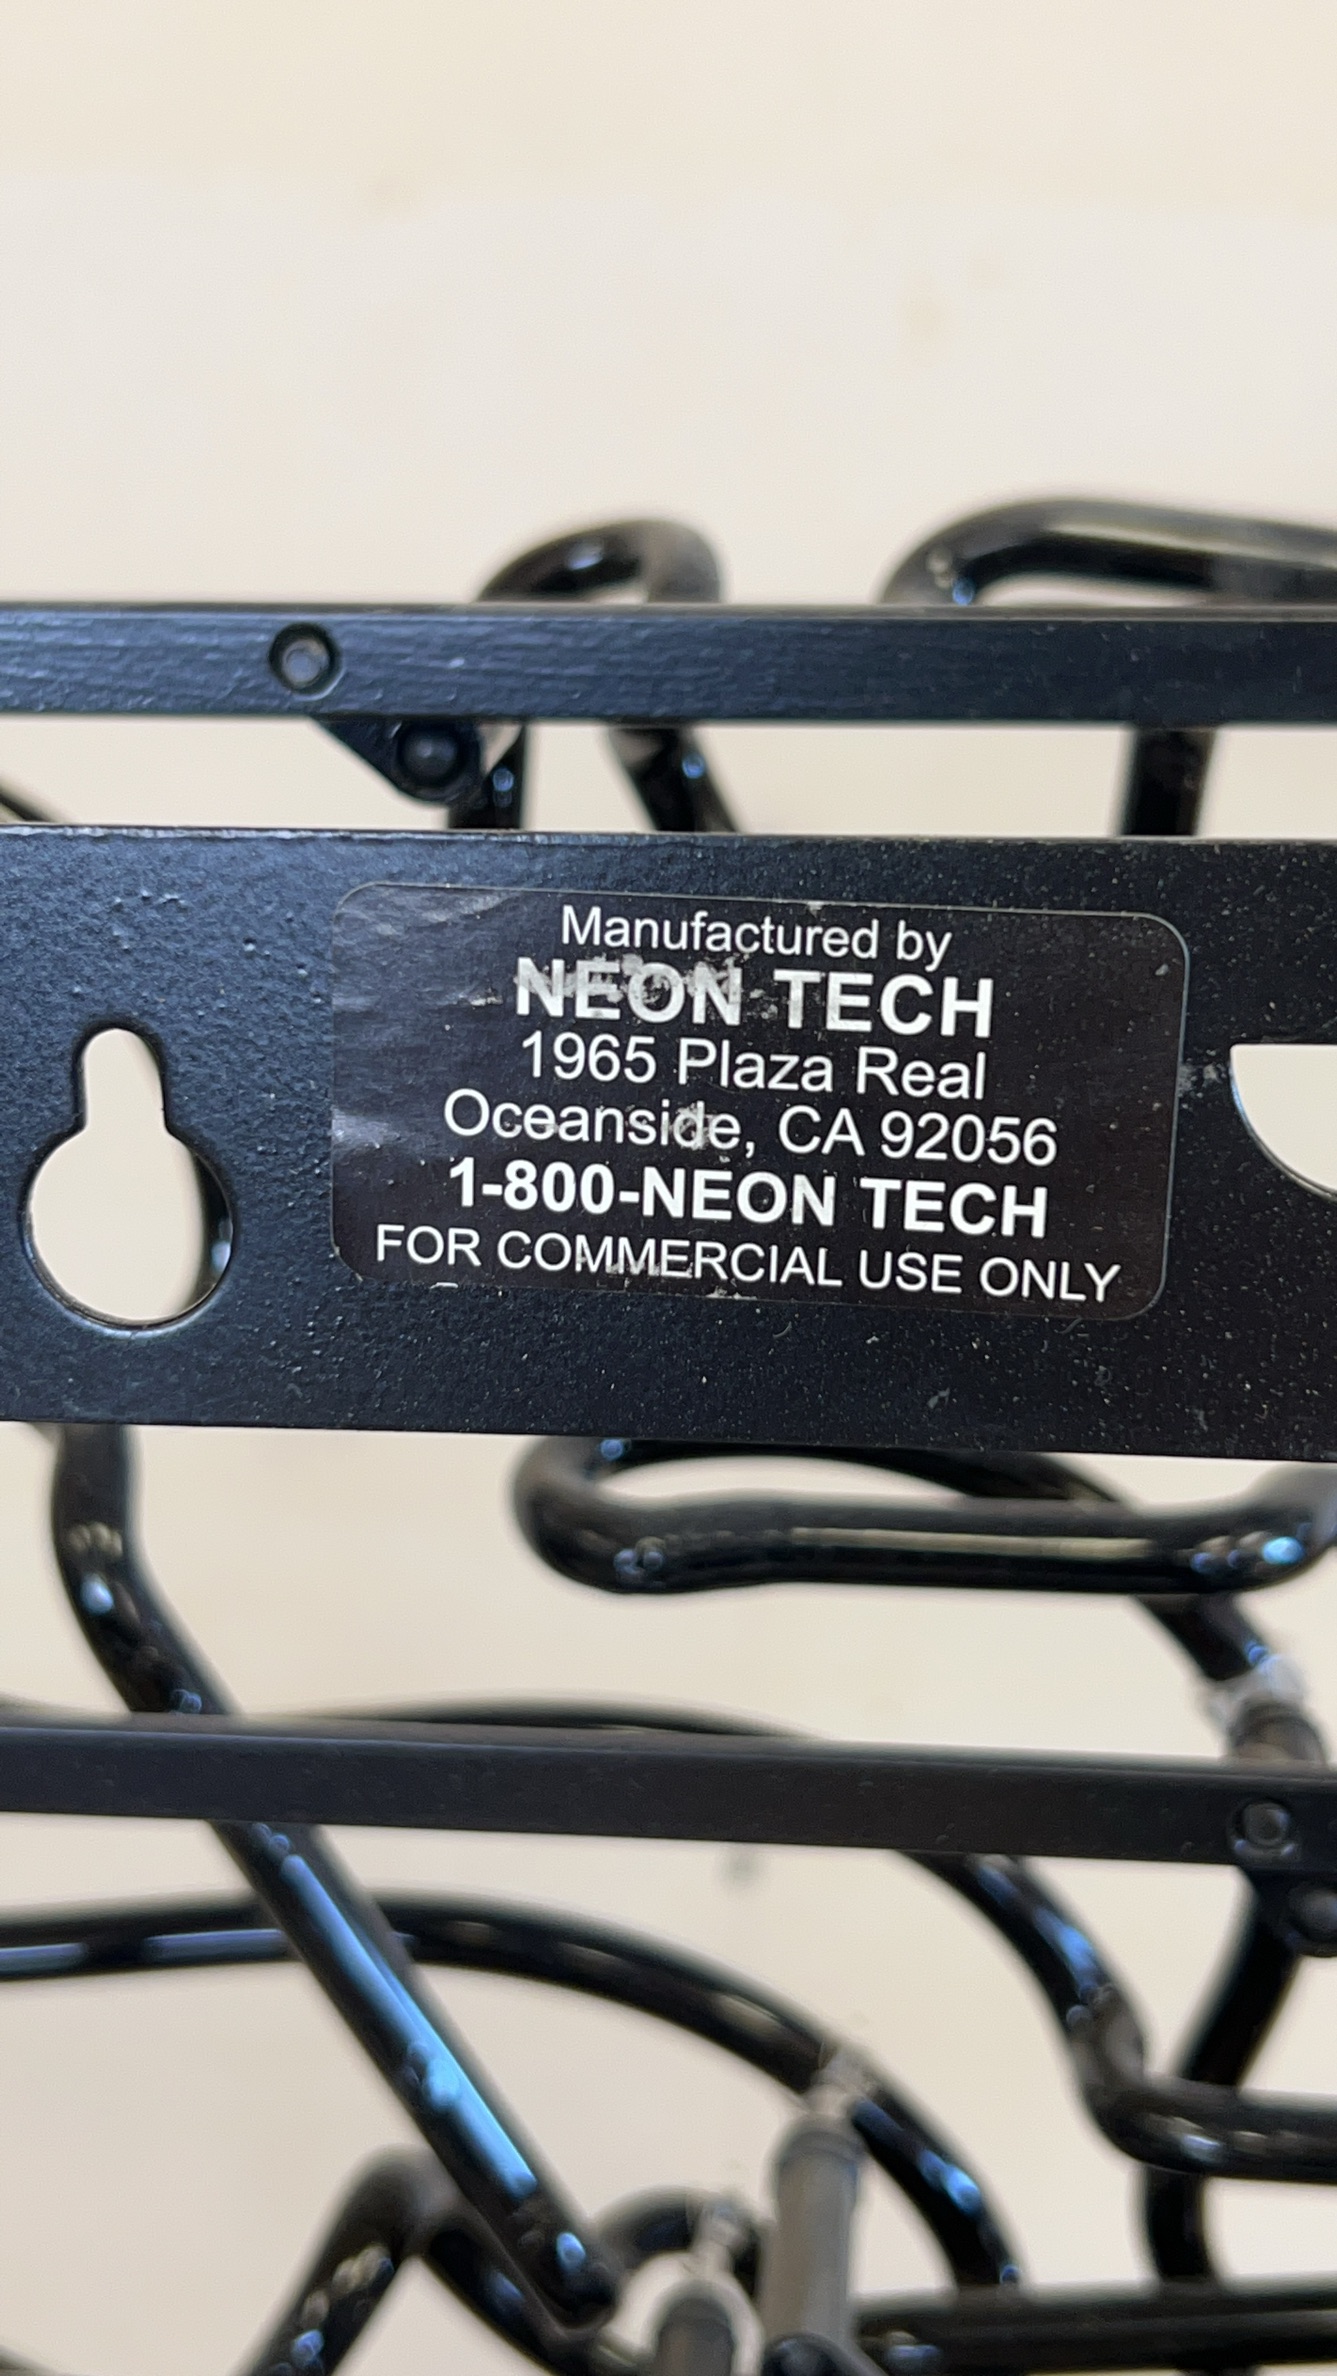 Manufactured by
NEON TECH
1965 Plaza Real
Oceanside, CA 92056
1-800-NEON TECH
FOR COMMERCIAL USE ONLY